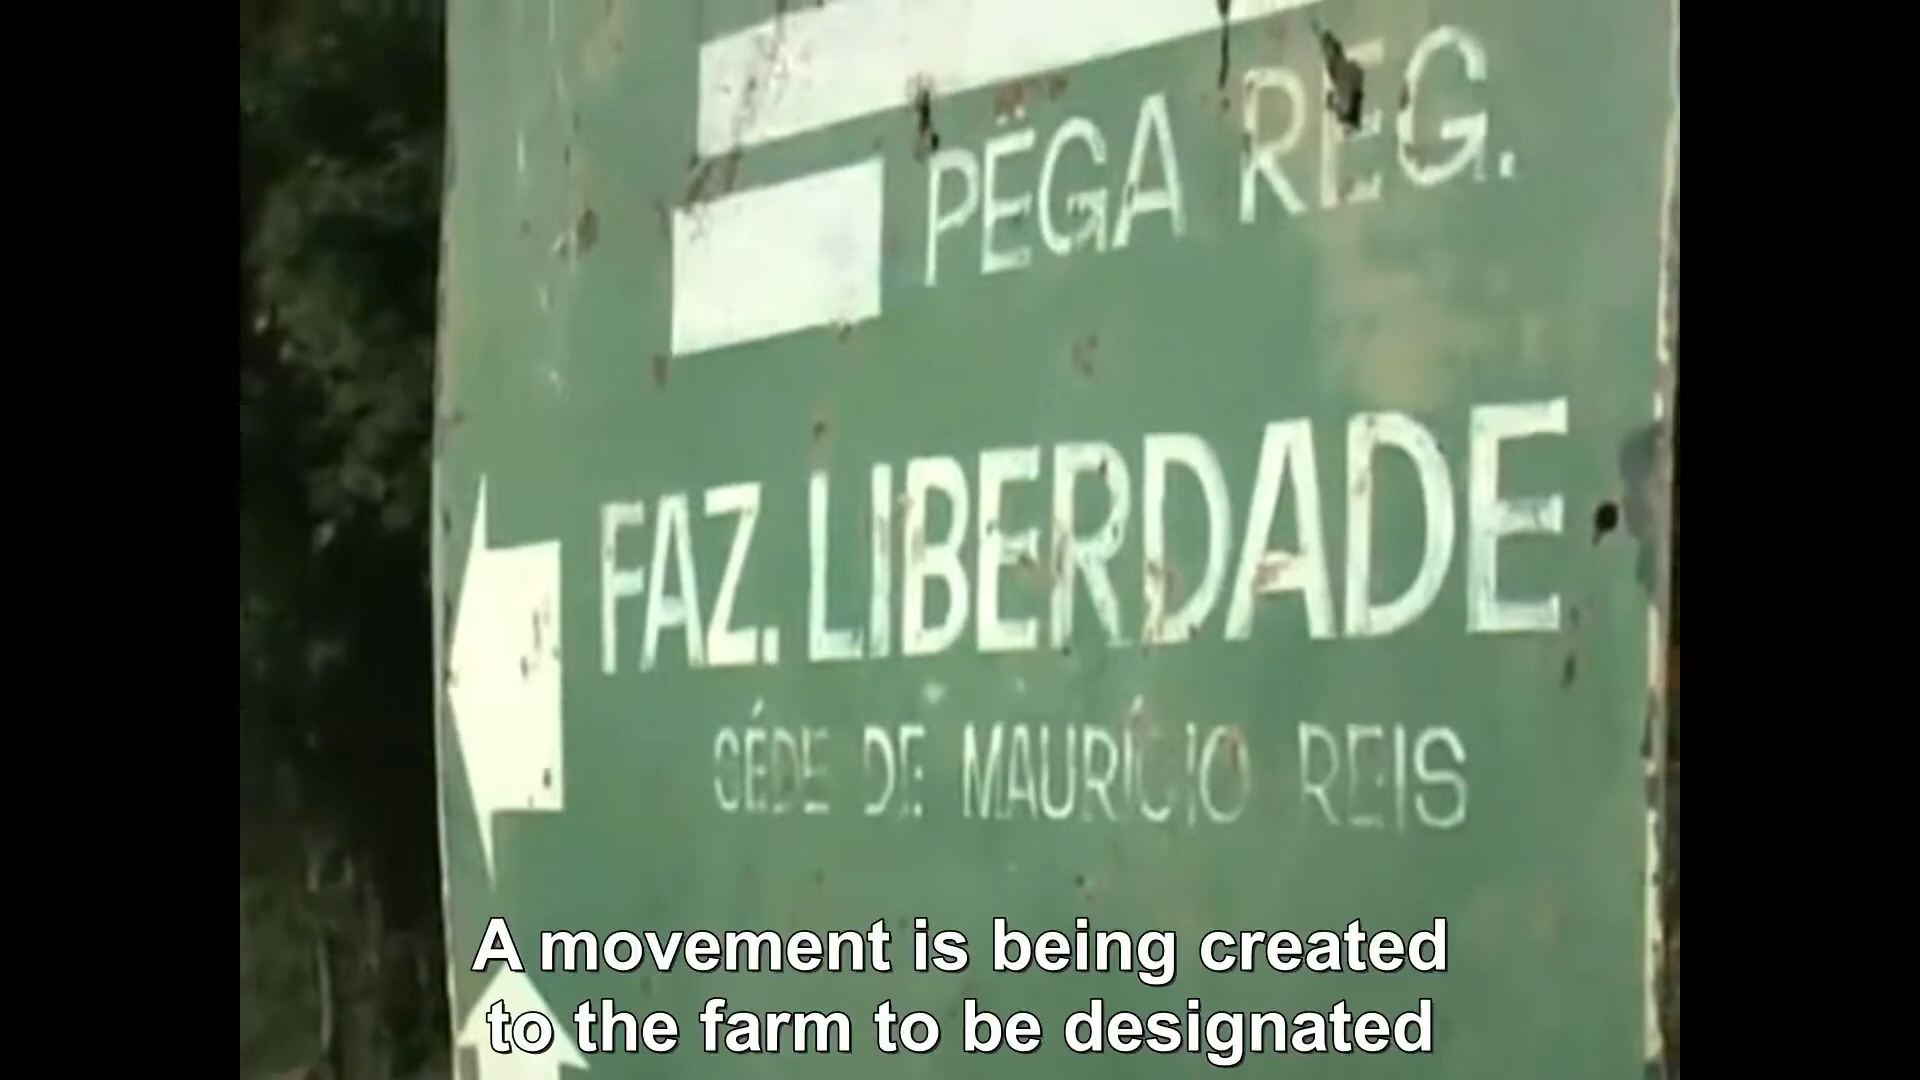 PÉGA REG.
FAZ. LIBERDADE
SÉDE DE MAURÍCIO REIS
A movement is being created
to the farm to be designated